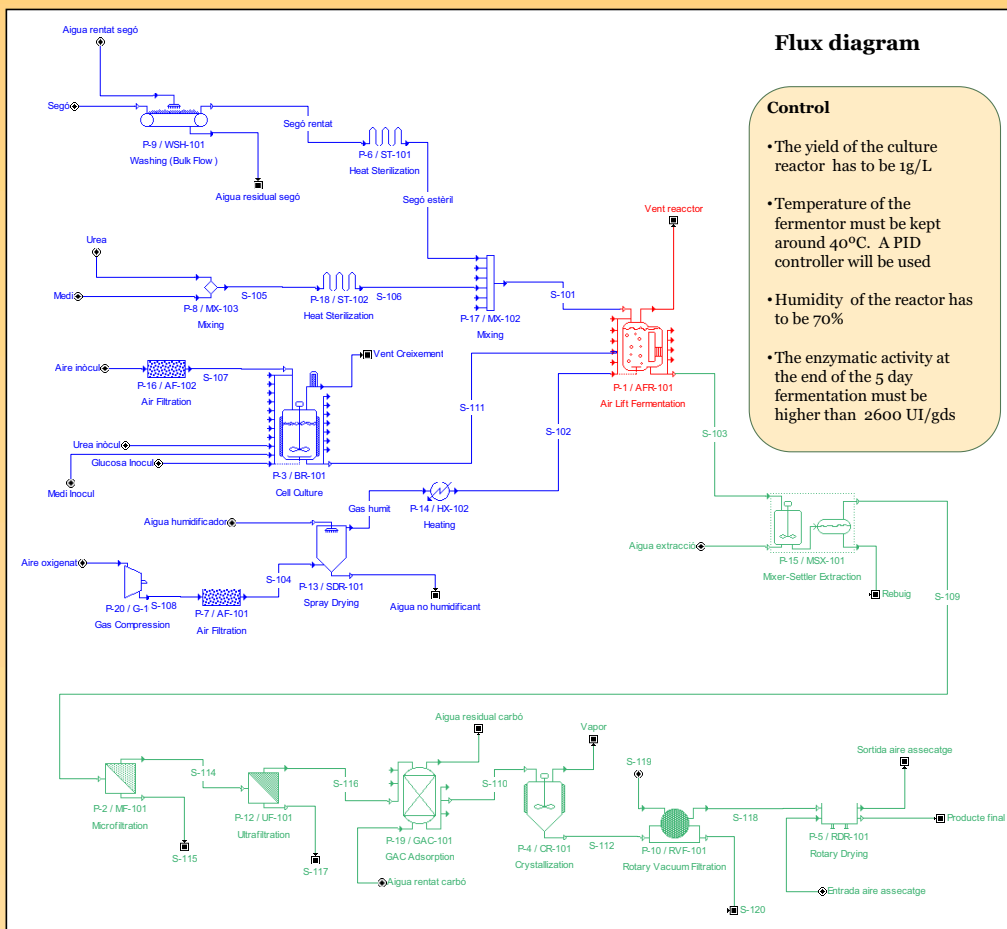 Flux diagram
Control
•The yield of the culture
reactor has to be 1g/L
•Temperature of the
fermentor must be kept
around 40ºC. A PID
controller will be used
•Humidity of the reactor has
to be 70%
•The enzymatic activity at
the end of the 5 day
fermentation must be
higher than 2600 UI/gds
Aigua rentat segó
Segó
P-9 / WSH-101
Washing (Bulk Flow)
Segó rentat
Aigua residual segó
P-6 / ST-101
Heat Sterilization
Segó estèril
Urea
Medi
P-8 / MX-103
Mixing
S-105
P-18 / ST-102
Heat Sterilization
S-106
P-17 / MX-102
Mixing
S-101
Vent reacctor
P-1 / AFR-101
Air Lift Fermentation
Aire inòcul
P-16 / AF-102
Air Filtration
S-107
Vent Creixement
S-111
S-102
S-103
Urea inòcul
Glucosa Inocul
Medi Inocul
P-3 / BR-101
Cell Culture
Gas humit
P-14 / HX-102
Heating
Aigua humidificador
Aire oxigenat
P-20 / G-1
Gas Compression
S-108
P-7 / AF-101
Air Filtration
S-104
P-13 / SDR-101
Spray Drying
Aigua no humidificant
Aigua extracció
P-15 / MSX-101
Mixer-Settler Extraction
Rebuig
S-109
P-2 / MF-101
Microfiltration
S-114
S-115
P-12 / UF-101
Ultrafiltration
S-116
S-117
Aigua residual carbó
P-19 / GAC-101
GAC Adsorption
Aigua rentat carbó
S-110
Vapor
P-4 / CR-101
Crystallization
S-112
S-119
P-10 / RVF-101
Rotary Vacuum Filtration
S-118
S-120
Sortida aire assecatge
P-5 / RDR-101
Rotary Drying
Producte final
Entrada aire assecatge